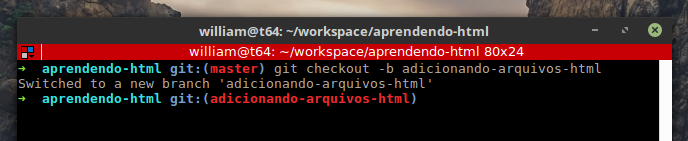 william@t64: ~/workspace/aprendendo-html
william@t64: ~/workspace/aprendendo-html 80x24
➜ aprendendo-html git:(master) git checkout -b adicionando-arquivos-html
Switched to a new branch 'adicionando-arquivos-html'
➜ aprendendo-html git:(adicionando-arquivos-html)